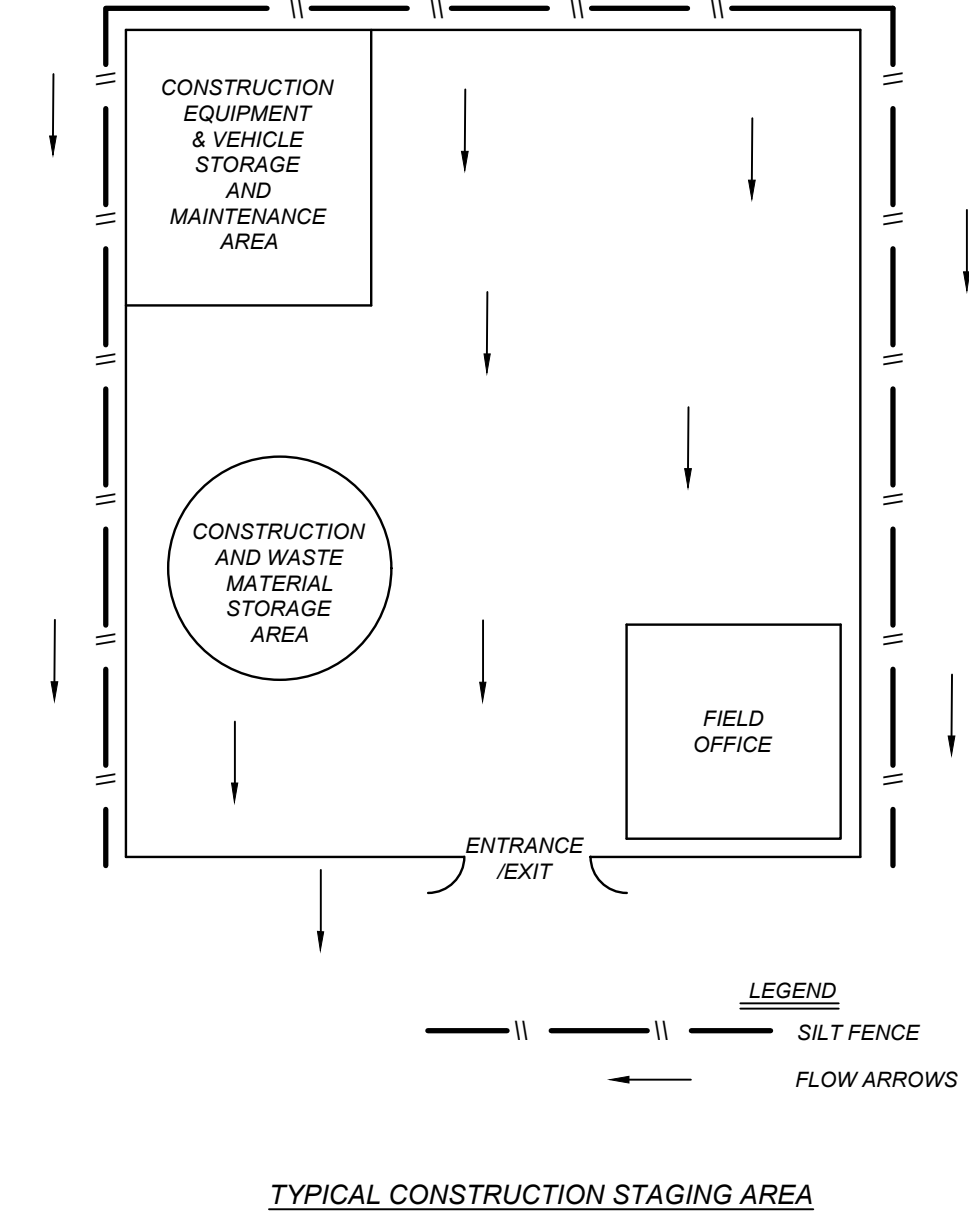 CONSTRUCTION
EQUIPMENT
& VEHICLE
STORAGE
AND
MAINTENANCE
AREA
CONSTRUCTION
AND WASTE
MATERIAL
STORAGE
AREA
FIELD
OFFICE
ENTRANCE
/EXIT
LEGEND
SILT FENCE
FLOW ARROWS
TYPICAL CONSTRUCTION STAGING AREA